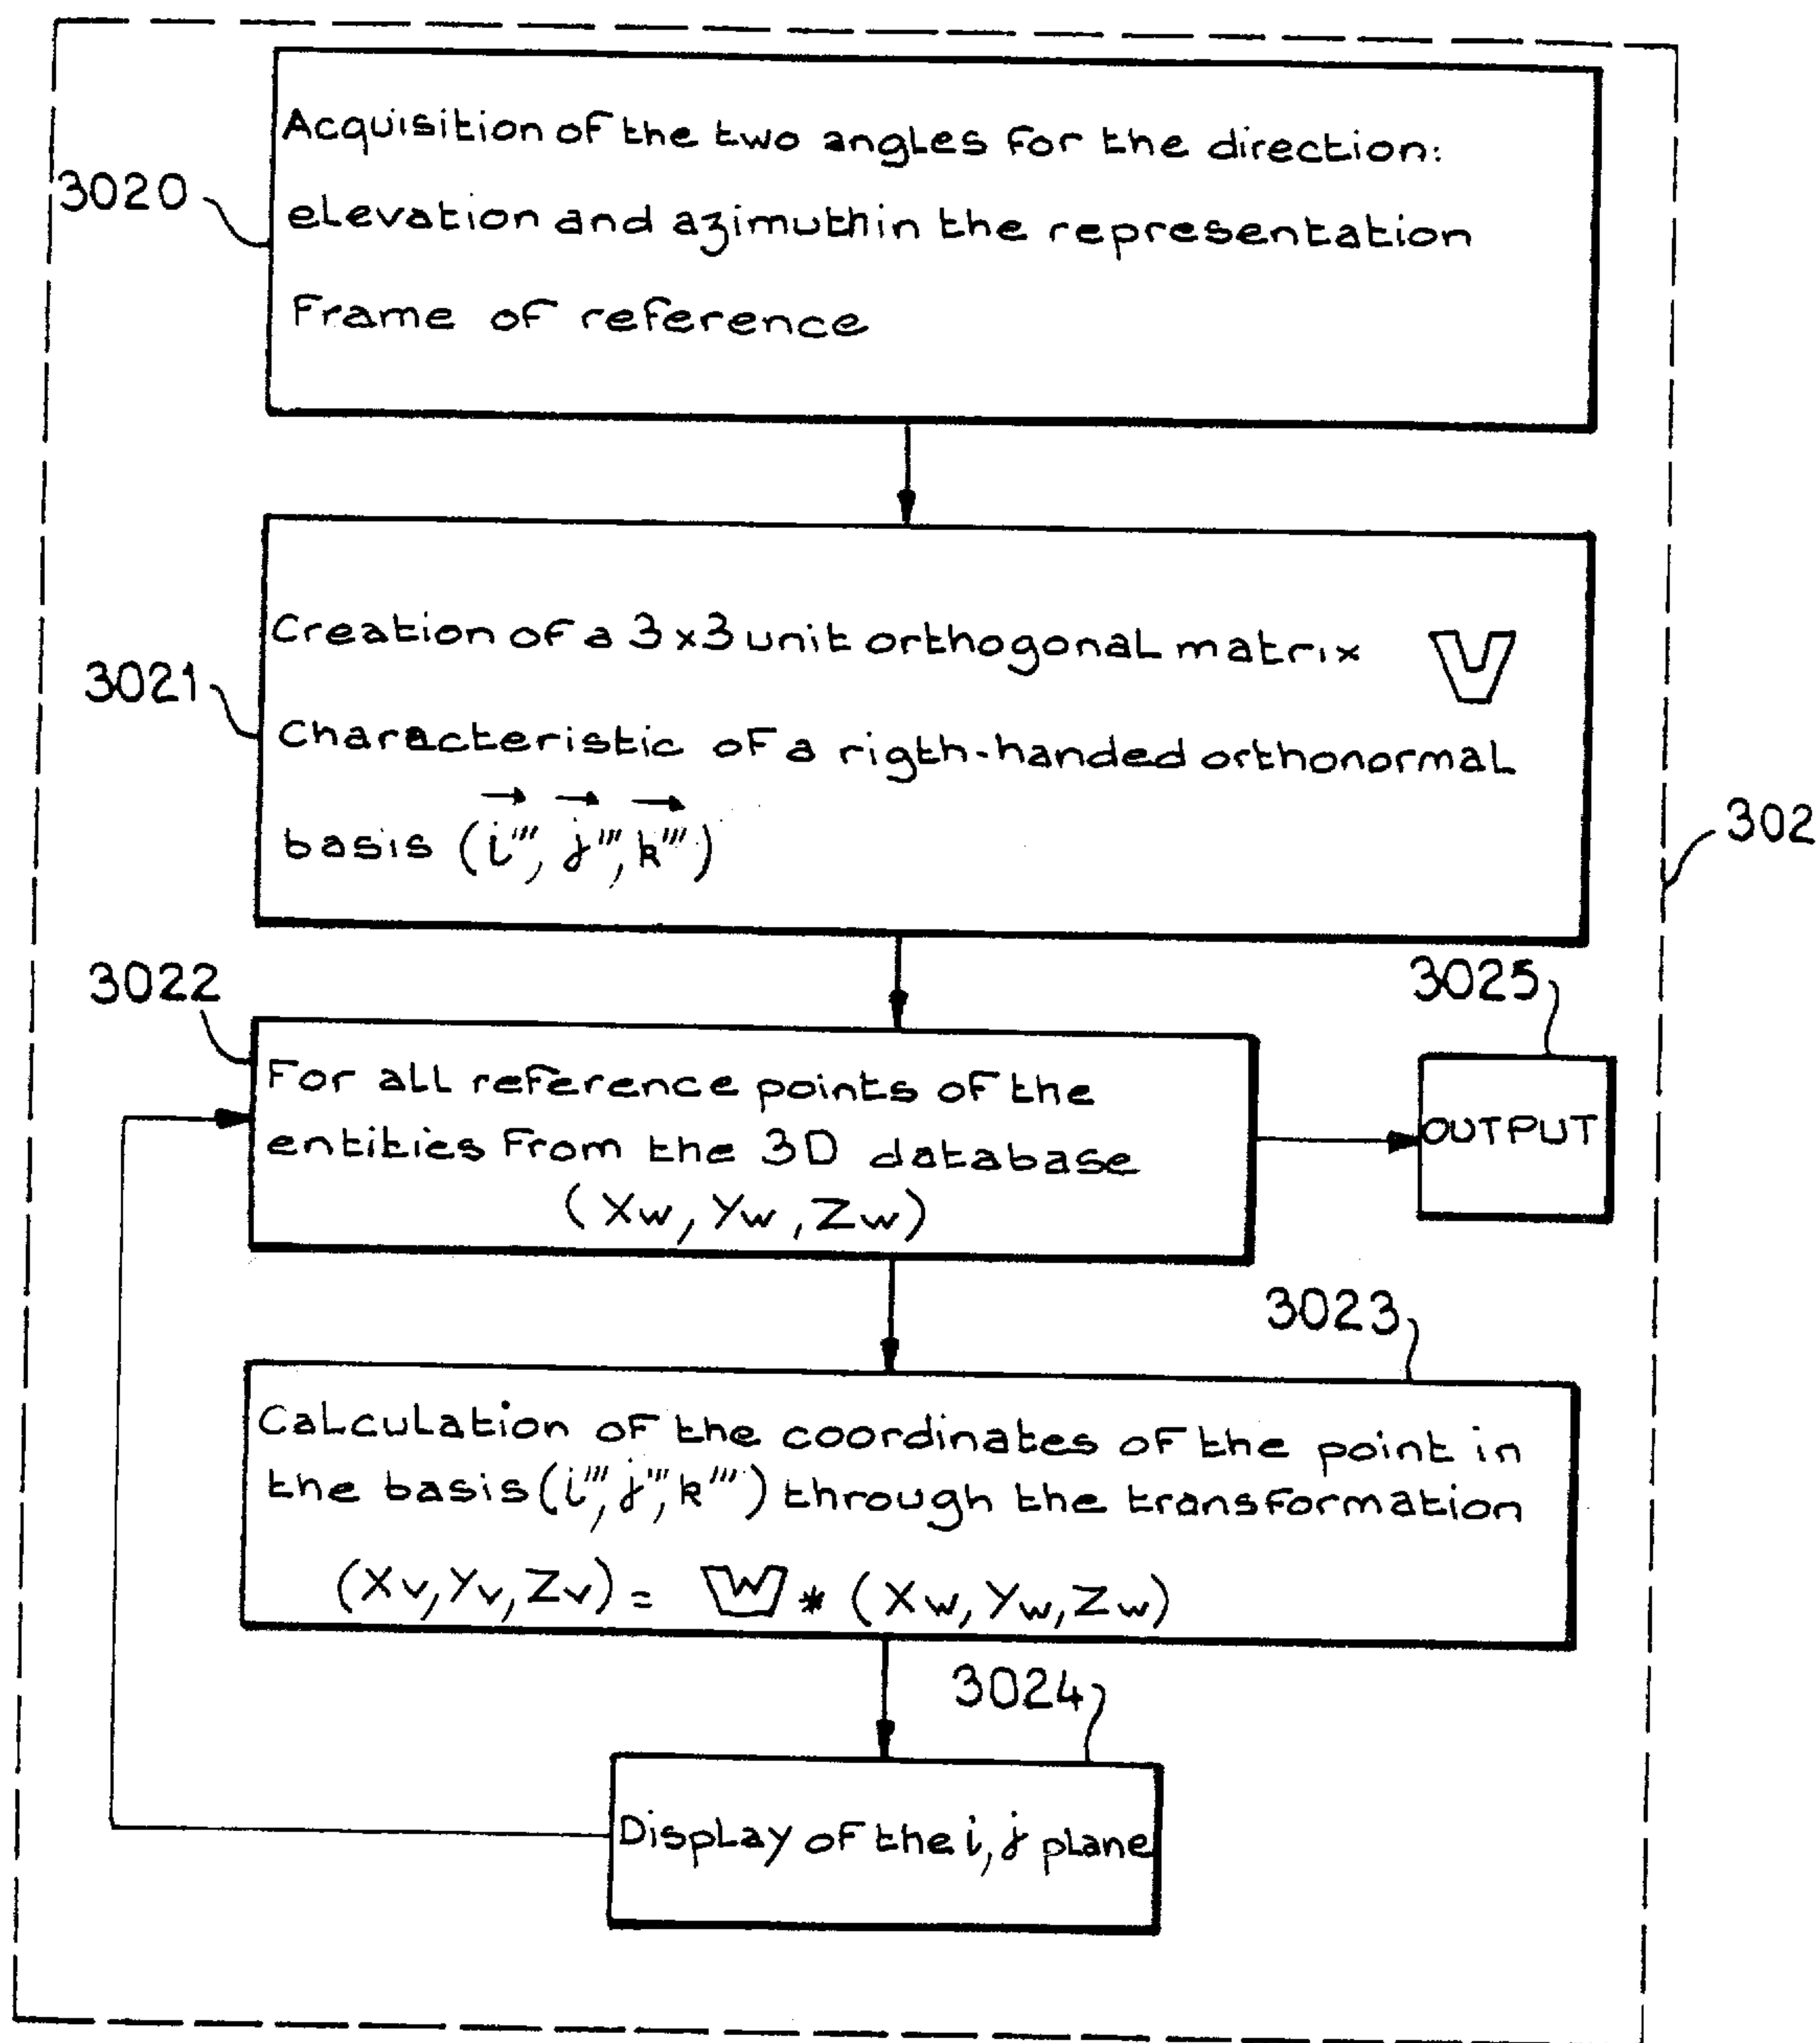 3020
Acquisition of the two angles for the direction:
elevation and azimuthin the representation
Frame of reference
3021
Creation of a 3x3 unit orthogonal matrix V
Characteristic of a rigth-handed orthonormal
basis (i''', j''', k''')
302
3022
For all reference points of the
entities from the 3D database
(Xw, Yw, Zw)
3025
OUTPUT
3023
Calculation of the coordinates of the point in
the basis (i''', j''', k''') through the transformation
(Xv, Yv, Zv) = W * (Xw, Yw, Zw)
3024
Display of the i, j plane